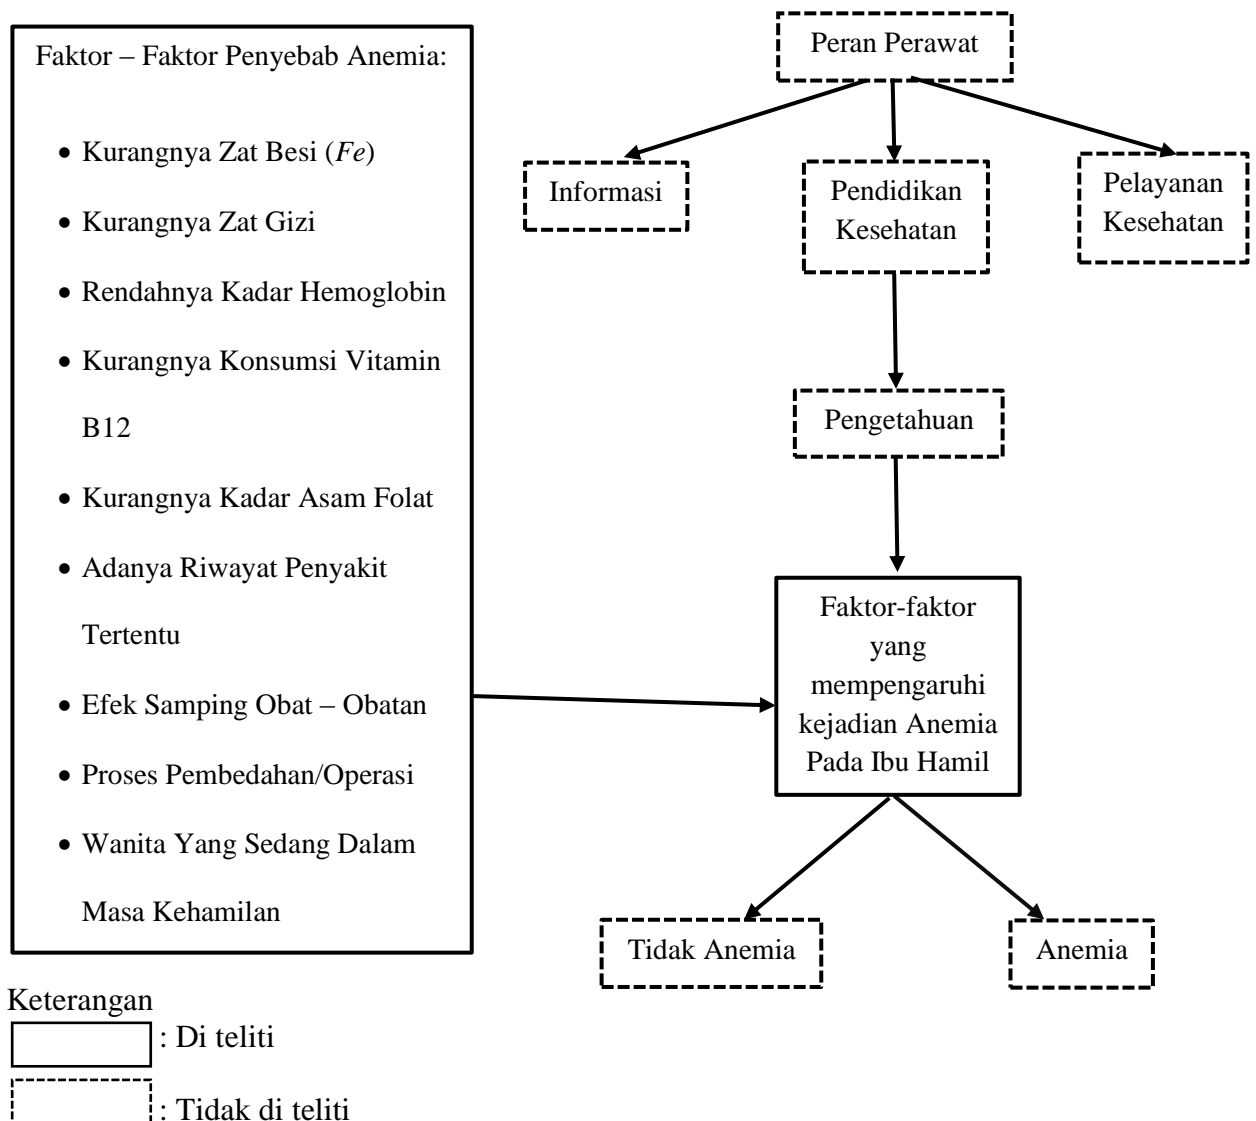 Faktor – Faktor Penyebab Anemia:
• Kurangnya Zat Besi (Fe)
• Kurangnya Zat Gizi
• Rendahnya Kadar Hemoglobin
• Kurangnya Konsumsi Vitamin
B12
• Kurangnya Kadar Asam Folat
• Adanya Riwayat Penyakit
Tertentu
• Efek Samping Obat – Obatan
• Proses Pembedahan/Operasi
• Wanita Yang Sedang Dalam
Masa Kehamilan
Peran Perawat
Informasi
Pendidikan
Kesehatan
Pelayanan
Kesehatan
Pengetahuan
Faktor-faktor
yang
mempengaruhi
kejadian Anemia
Pada Ibu Hamil
Tidak Anemia
Anemia
Keterangan
: Di teliti
: Tidak di teliti